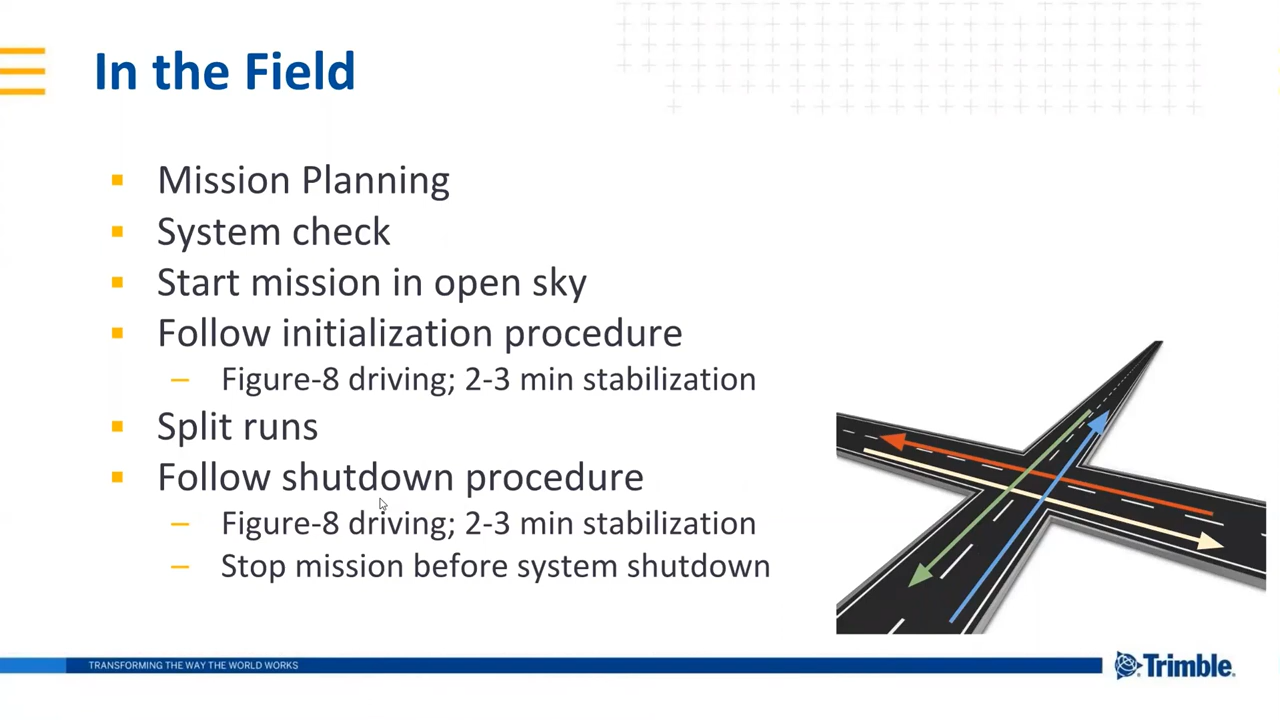 In the Field
Mission Planning
System check
Start mission in open sky
Follow initialization procedure
Figure-8 driving; 2-3 min stabilization
Split runs
Follow shutdown procedure
Figure-8 driving; 2-3 min stabilization
Stop mission before system shutdown
TRANSFORMING THE WAY THE WORLD WORKS
Trimble.